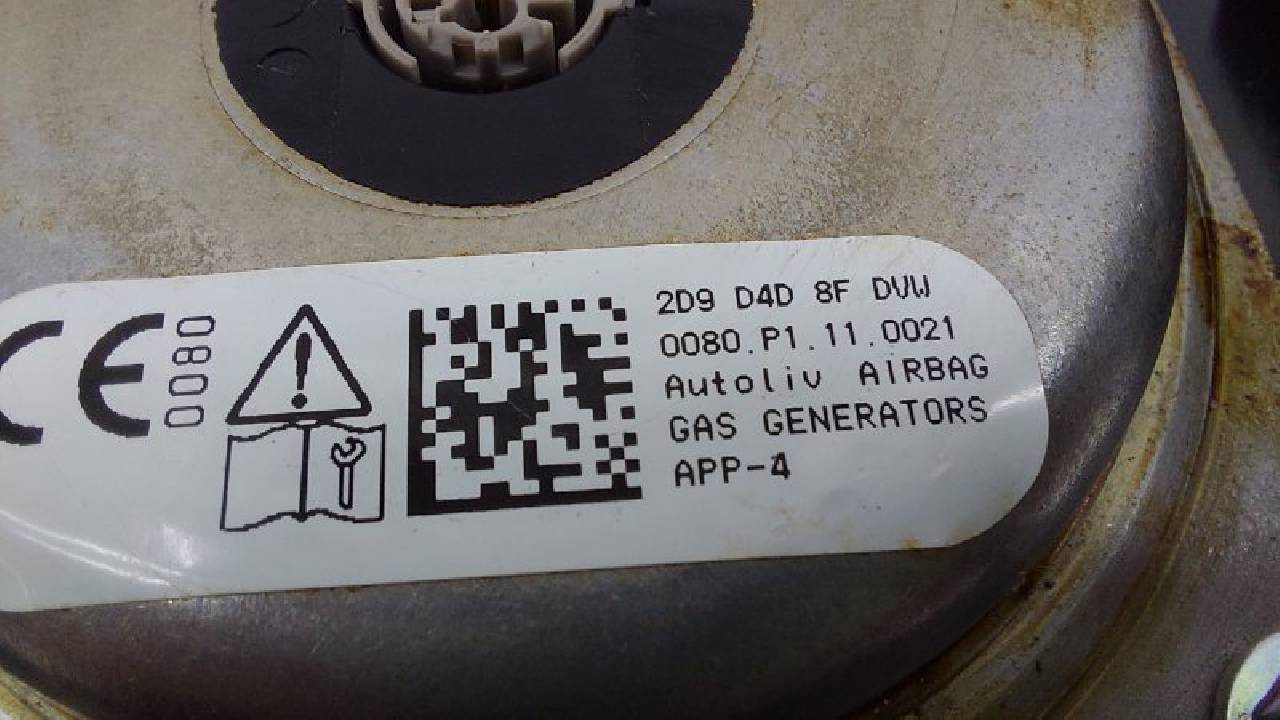 CE 0080
2D9 D4D 8F DVW
0080.P1.11.0021
Autoliv AIRBAG
GAS GENERATORS
APP-4